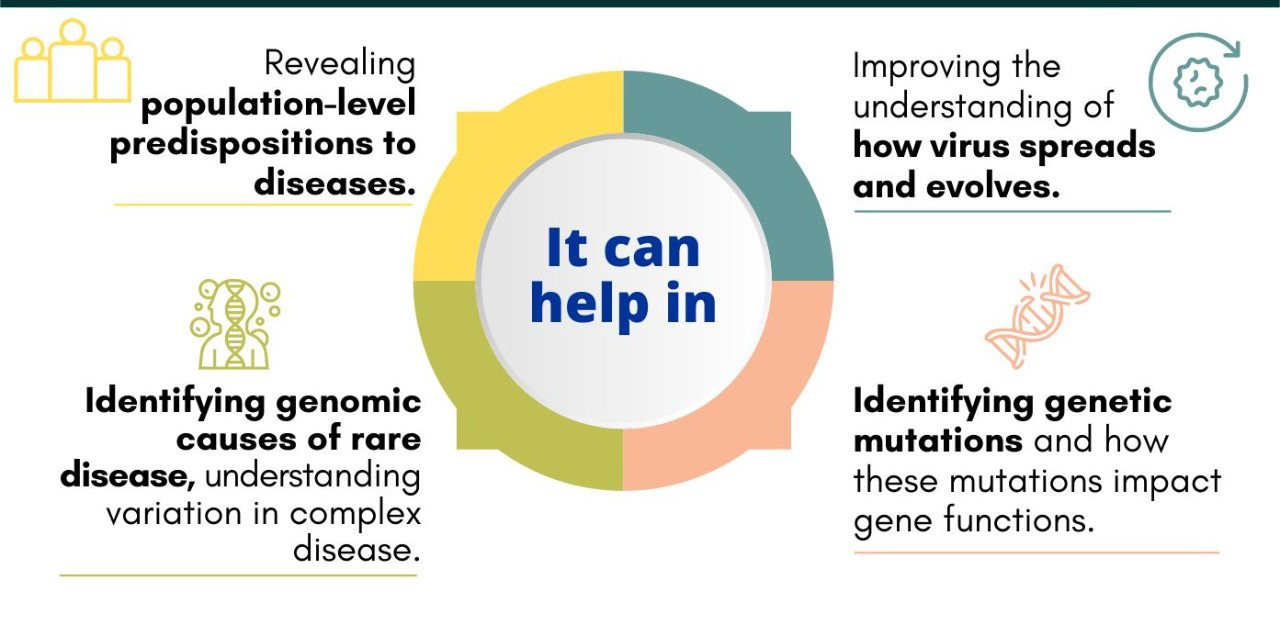 Revealing
population-level
predispositions to
diseases.
Improving the
understanding of
how virus spreads
and evolves.
It can
help in
Identifying genomic
causes of rare
disease, understanding
variation in complex
disease.
Identifying genetic
mutations and how
these mutations impact
gene functions.